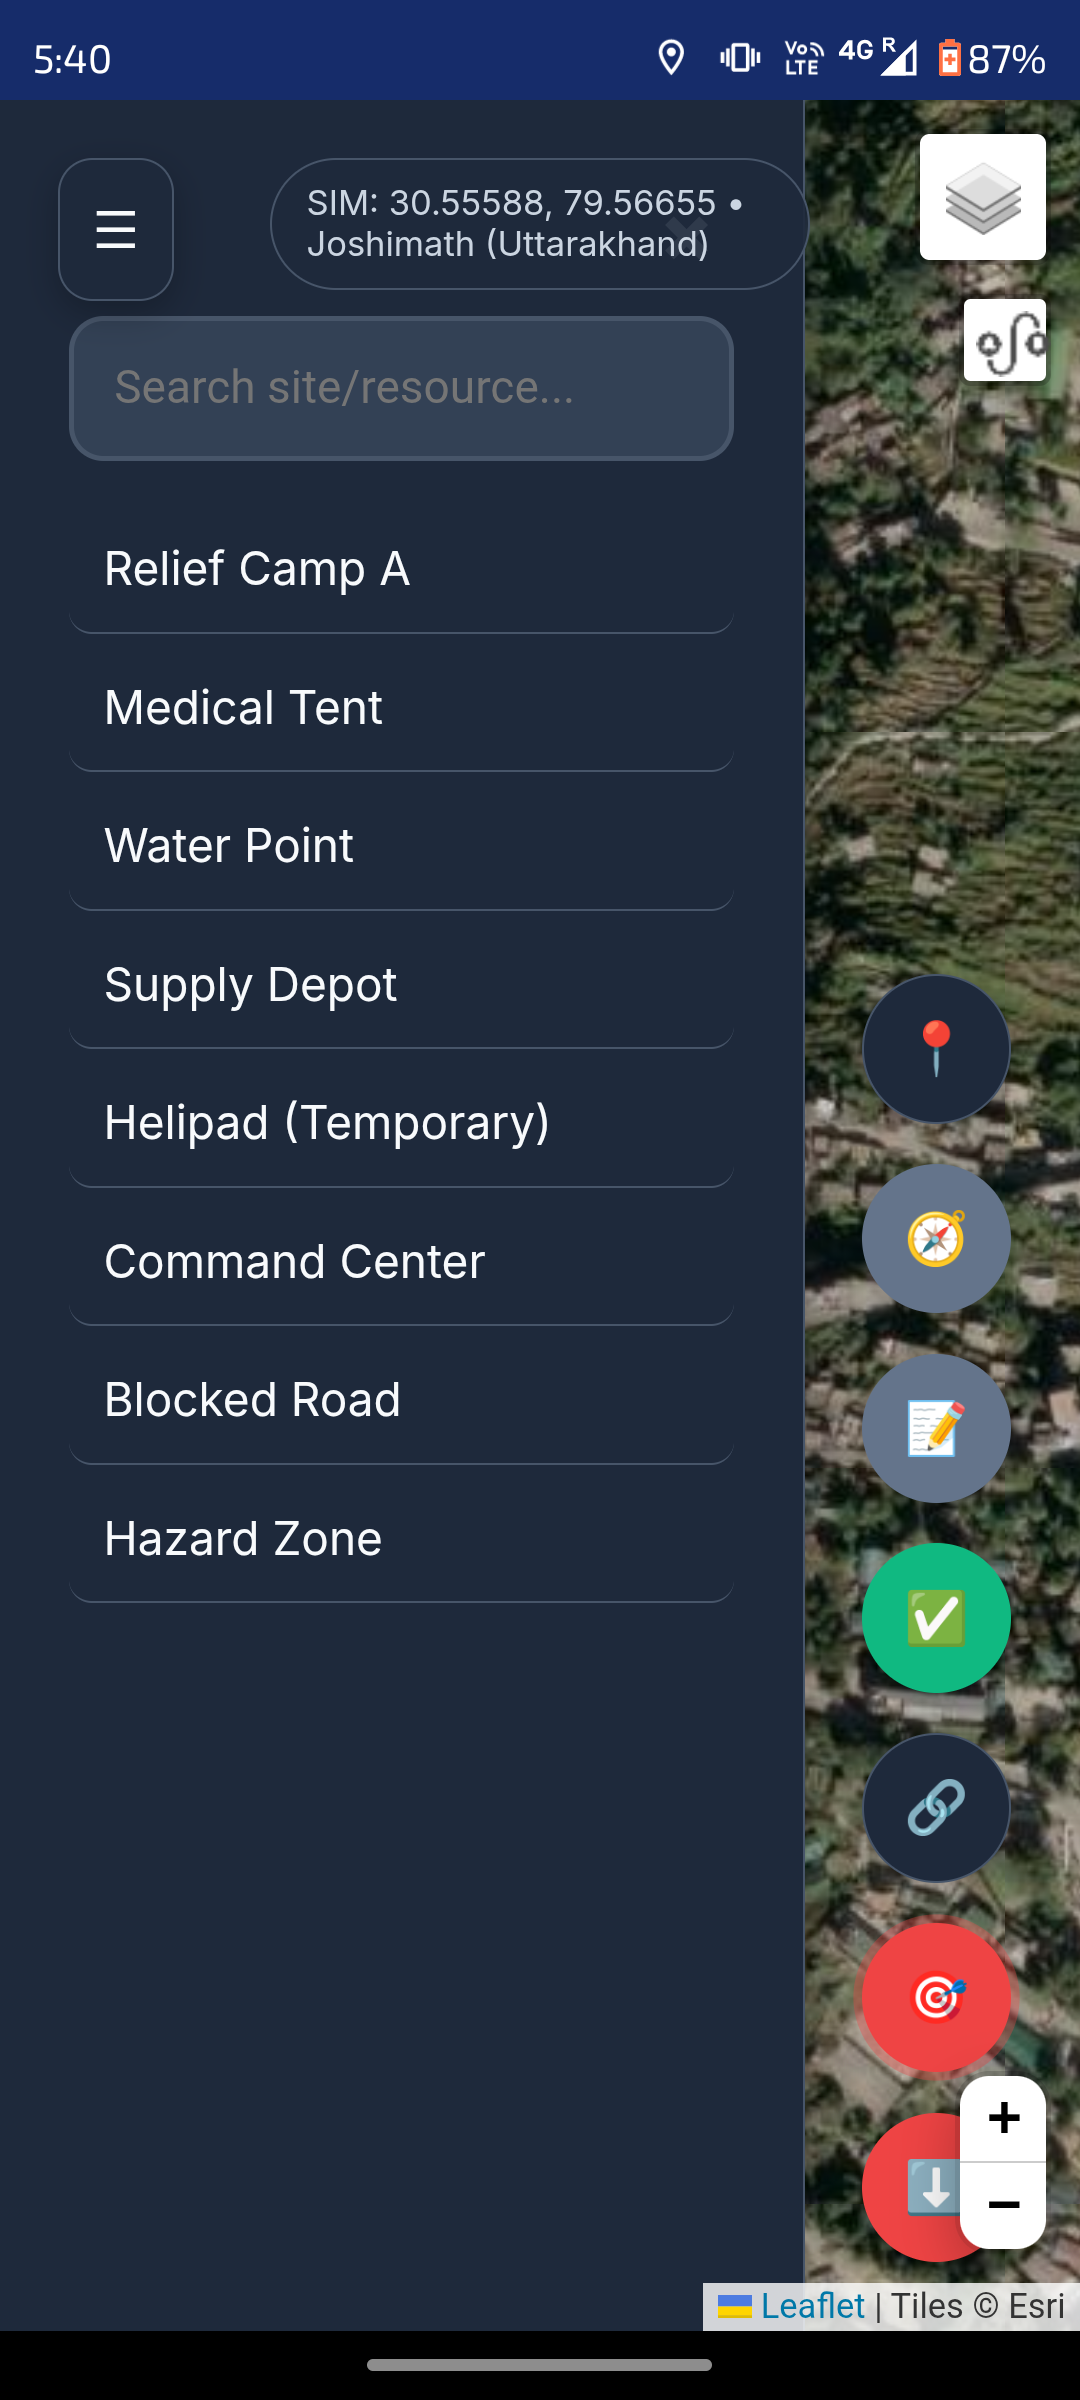 5:40
Vo LTE 4G R 87%
SIM: 30.55588, 79.56655 •
Joshimath (Uttarakhand)
Search site/resource...
Relief Camp A
Medical Tent
Water Point
Supply Depot
Helipad (Temporary)
Command Center
Blocked Road
Hazard Zone
+
−
Leaflet | Tiles © Esri